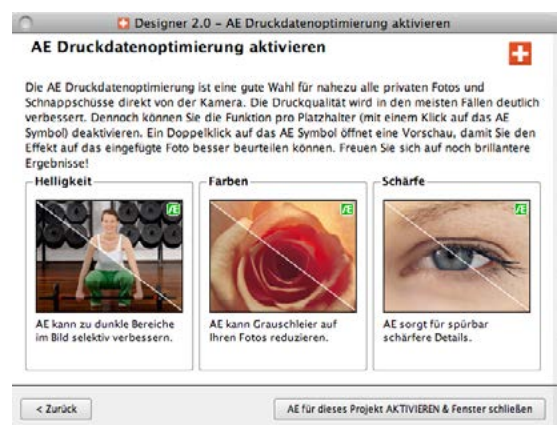 Designer 2.0 – AE Druckdatenoptimierung aktivieren
AE Druckdatenoptimierung aktivieren
Die AE Druckdatenoptimierung ist eine gute Wahl für nahezu alle privaten Fotos und
Schnappschüsse direkt von der Kamera. Die Druckqualität wird in den meisten Fällen deutlich
verbessert. Dennoch können Sie die Funktion pro Platzhalter (mit einem Klick auf das AE
Symbol) deaktivieren. Ein Doppelklick auf das AE Symbol öffnet eine Vorschau, damit Sie den
Effekt auf das eingefügte Foto besser beurteilen können. Freuen Sie sich auf noch brillantere
Ergebnisse!
Helligkeit
Æ
AE kann zu dunkle Bereiche
im Bild selektiv verbessern.
Farben
Æ
AE kann Grauschleier auf
Ihren Fotos reduzieren.
Schärfe
Æ
AE sorgt für spürbar
schärfere Details.
< Zurück
AE für dieses Projekt AKTIVIEREN & Fenster schließen